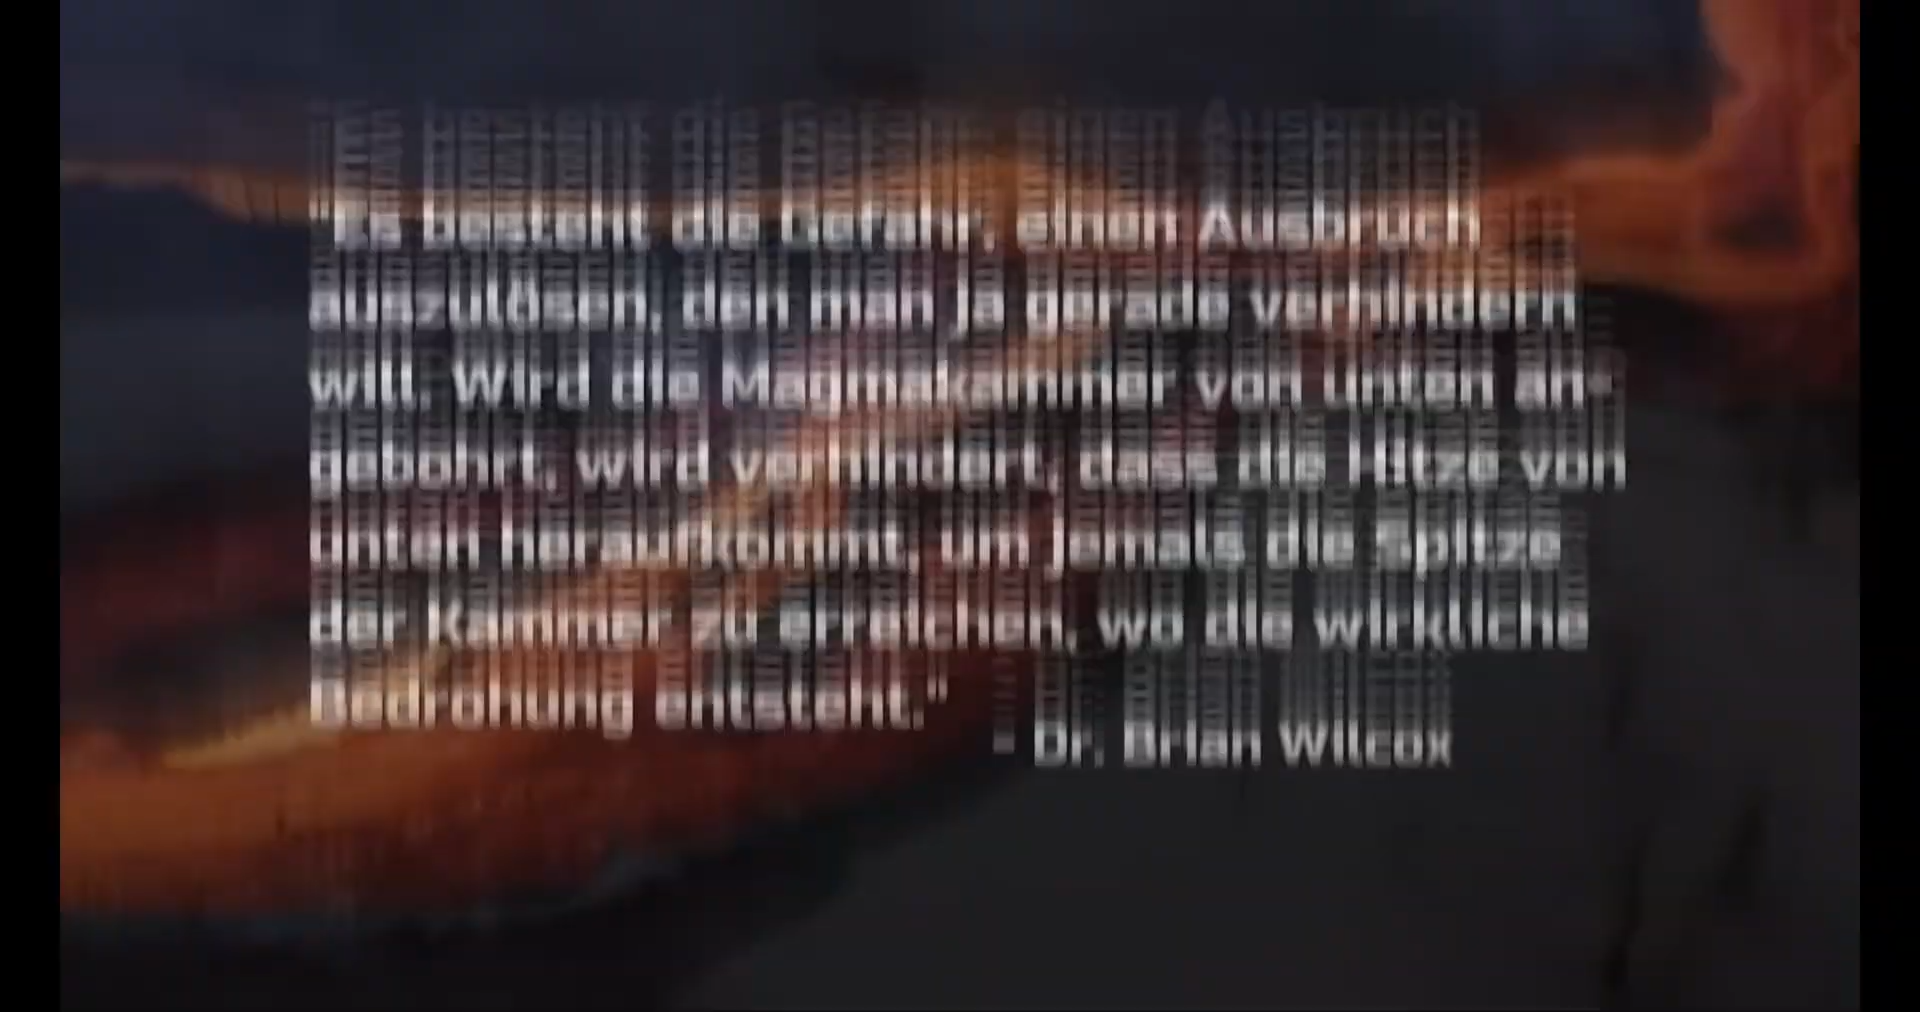 "Es besteht die Gefahr, einen Ausbruch
auszulösen, den man ja gerade verhindern
will. Wird die Magmakammer von unten an-
gebohrt, wird verhindert, dass die Hitze von
unten heraufkommt, um jemals die Spitze
der Kammer zu erreichen, wo die wirkliche
Bedrohung entsteht."
- Dr. Brian Wilcox